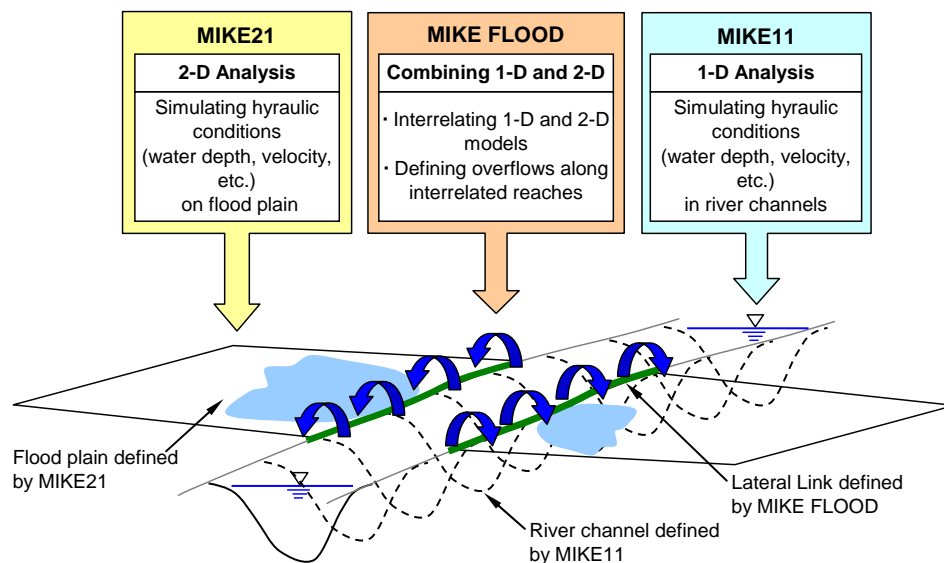 MIKE21
2-D Analysis
Simulating hyraulic
conditions
(water depth, velocity,
etc.)
on flood plain
MIKE FLOOD
Combining 1-D and 2-D
・Interrelating 1-D and 2-D
models
・Defining overflows along
interrelated reaches
MIKE11
1-D Analysis
Simulating hyraulic
conditions
(water depth, velocity,
etc.)
in river channels
Flood plain defined
by MIKE21
River channel defined
by MIKE11
Lateral Link defined
by MIKE FLOOD